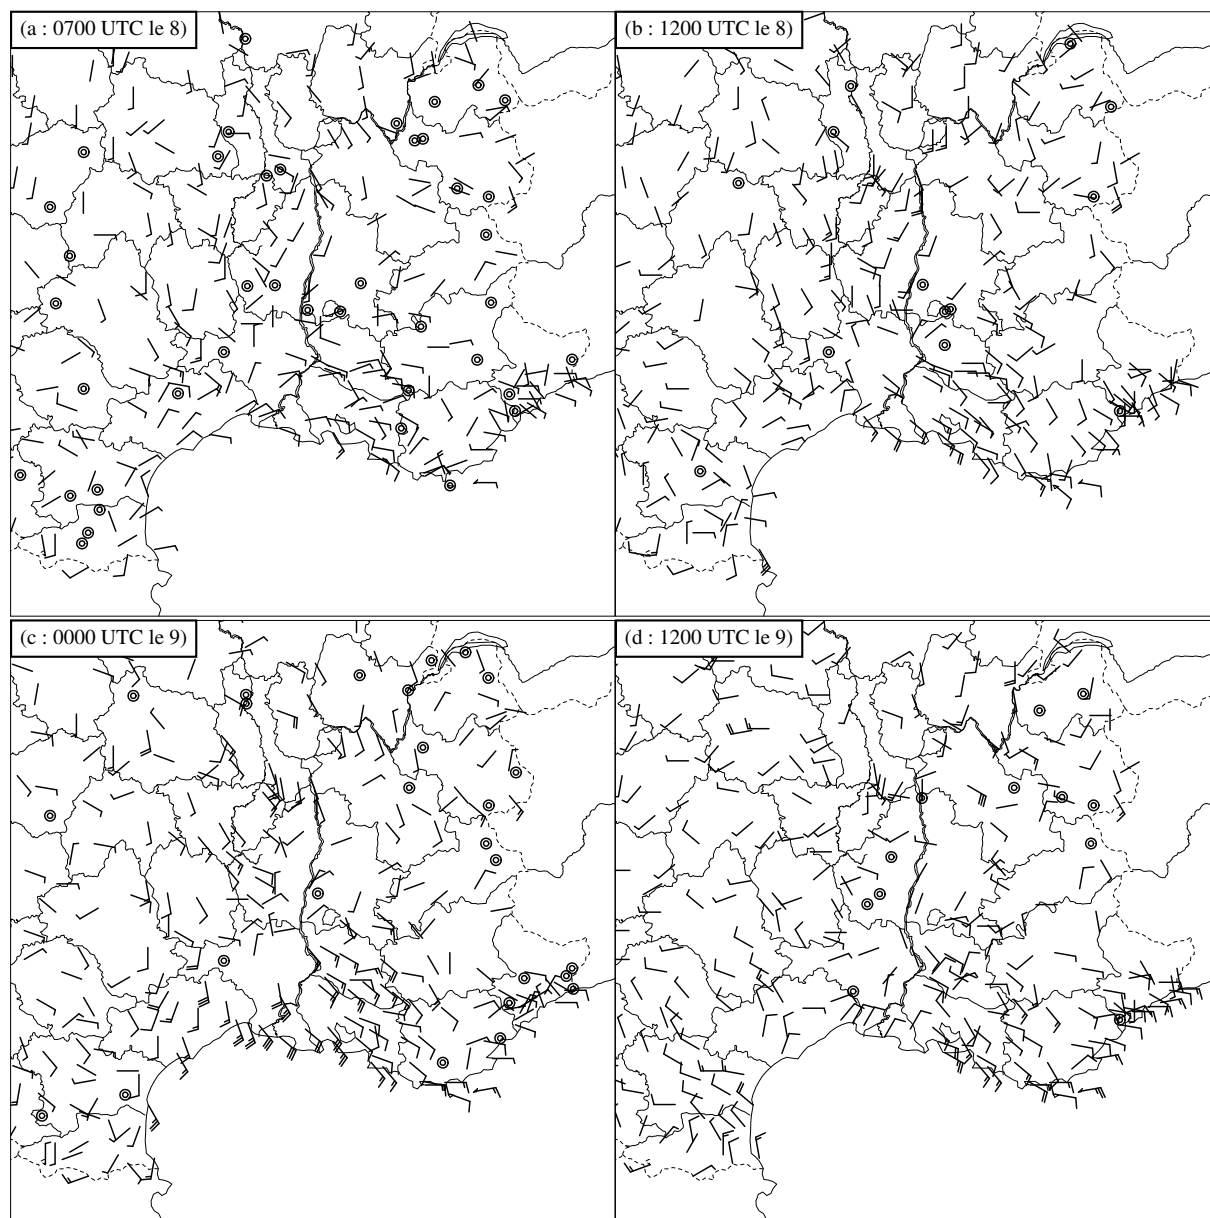 (a : 0700 UTC le 8)
(b : 1200 UTC le 8)
(c : 0000 UTC le 9)
(d : 1200 UTC le 9)